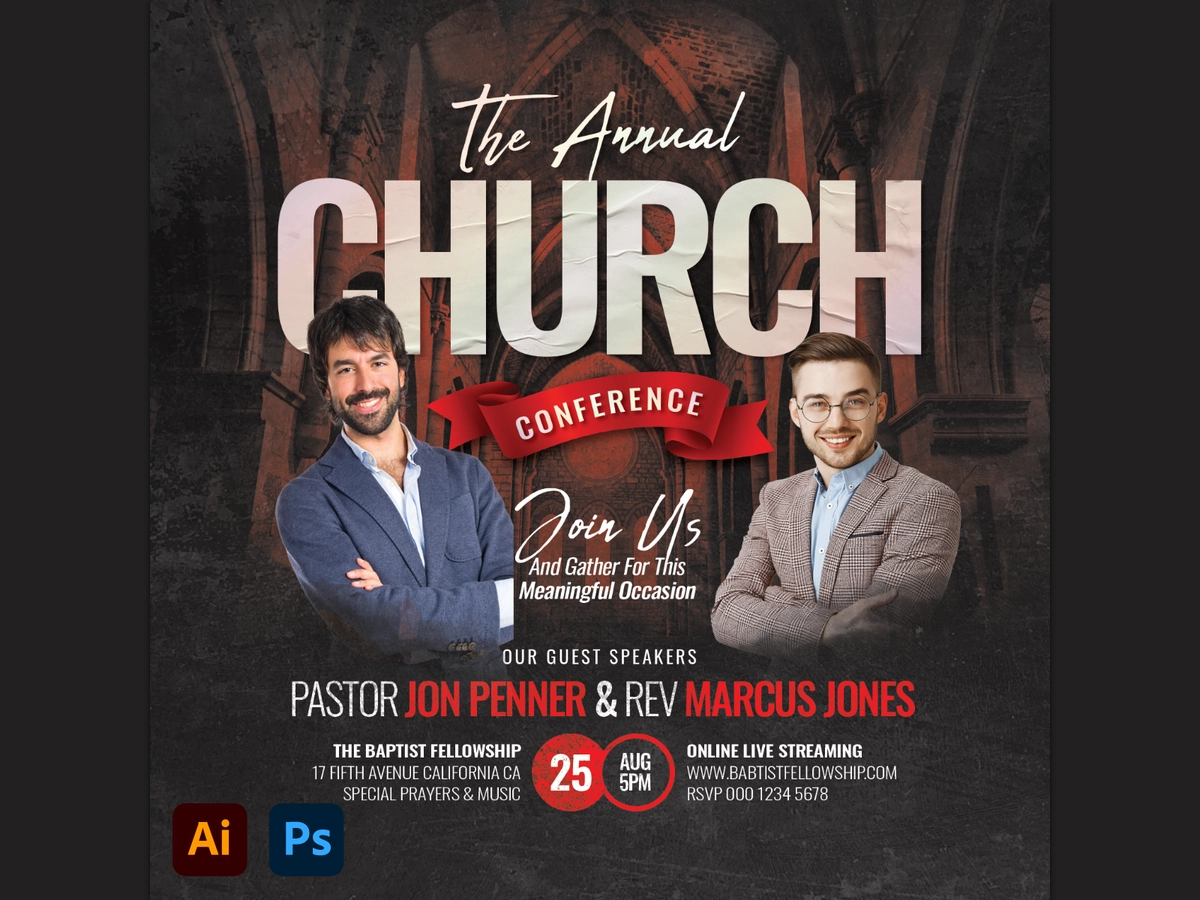 The Annual
CHURCH
CONFERENCE
Join Us
And Gather For This
Meaningful Occasion
OUR GUEST SPEAKERS
PASTOR JON PENNER & REV MARCUS JONES
THE BAPTIST FELLOWSHIP
17 FIFTH AVENUE CALIFORNIA CA
SPECIAL PRAYERS & MUSIC
25
AUG
5PM
ONLINE LIVE STREAMING
WWW.BABTISTFELLOWSHIP.COM
RSVP 000 1234 5678
Ai
Ps